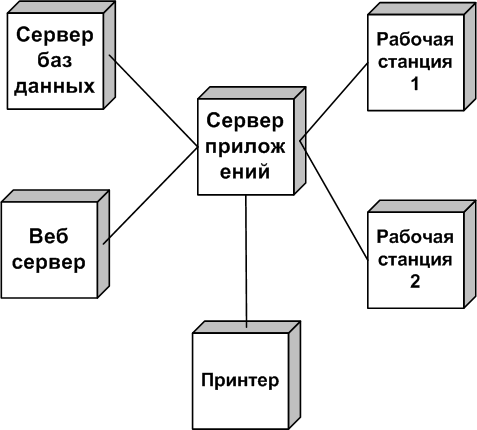 Сервер
баз
данных
Сервер
прилож
ений
Рабочая
станция
1
Веб
сервер
Рабочая
станция
2
Принтер